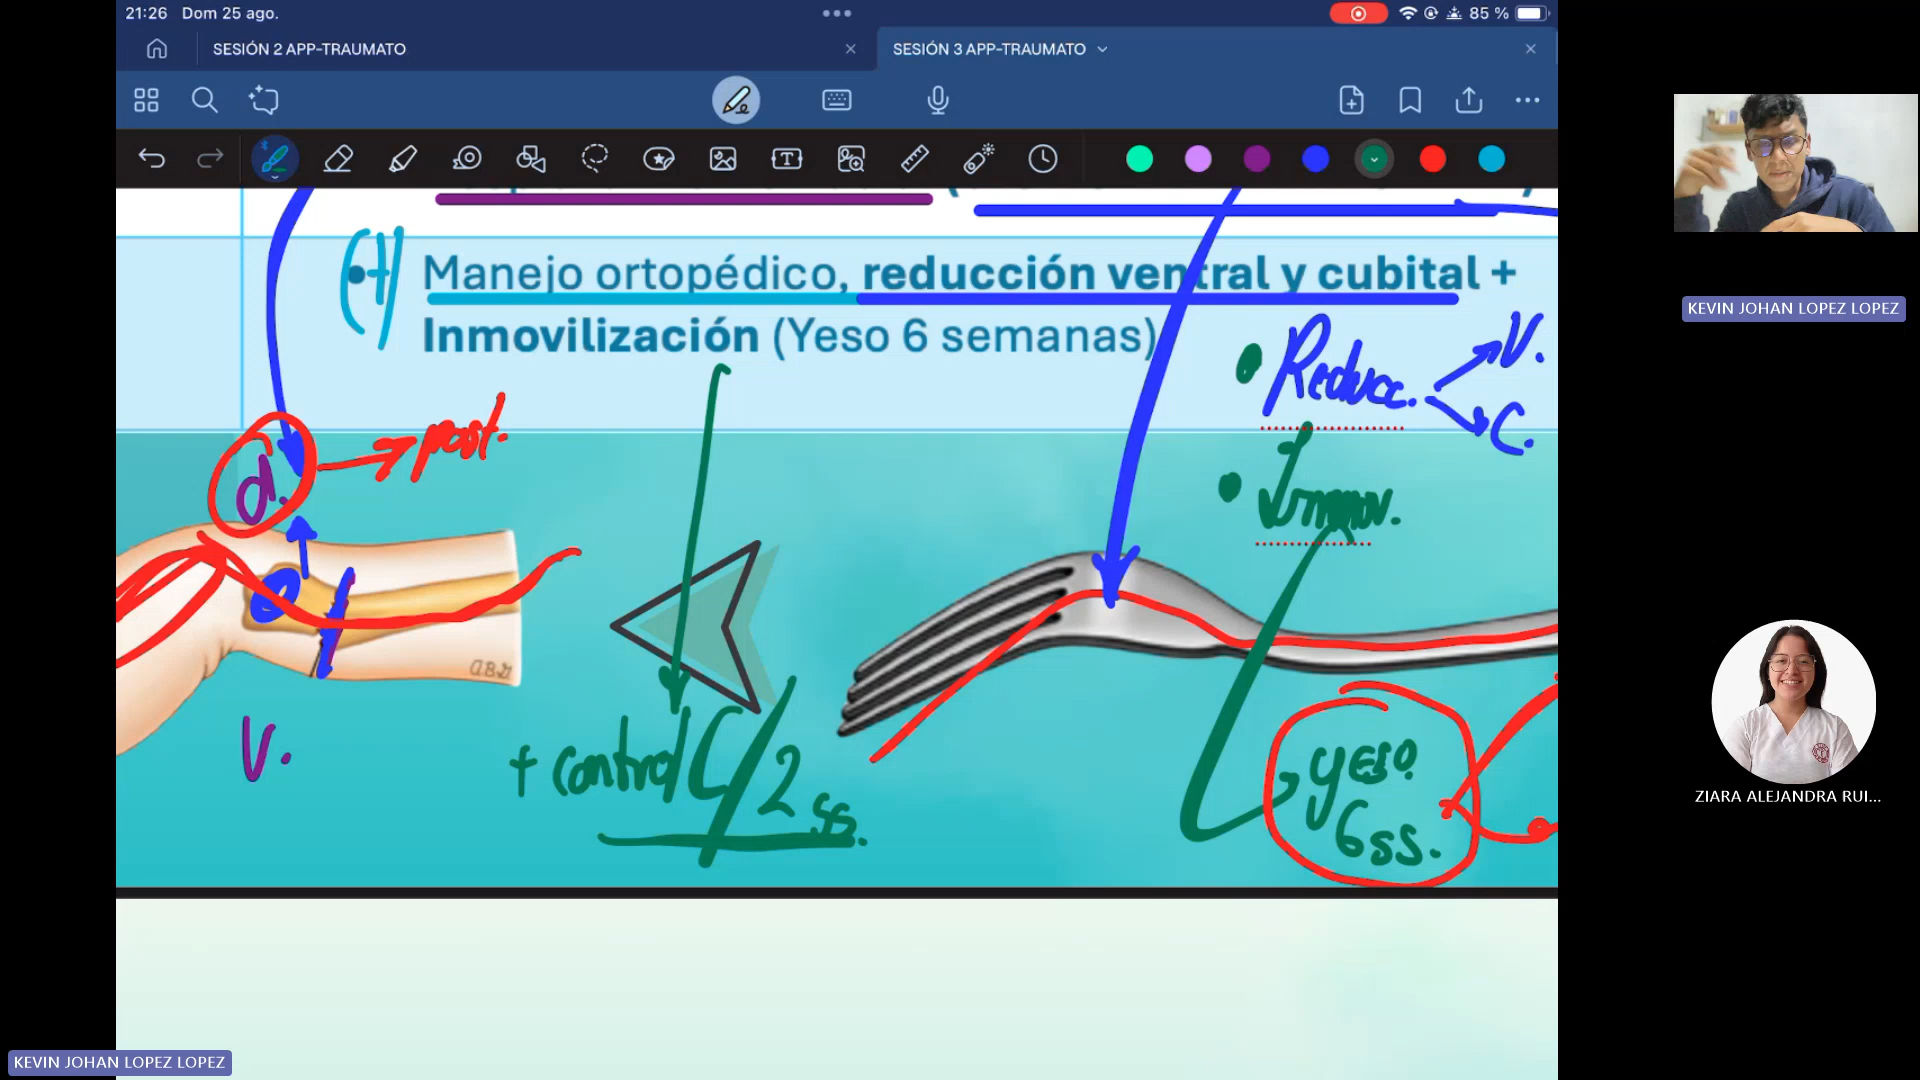 21:26 Dom 25 ago.
85 %
SESIÓN 2 APP-TRAUMATO
SESIÓN 3 APP-TRAUMATO
(+)
Manejo ortopédico, reducción ventral y cubital +
Inmovilización (Yeso 6 semanas)
Reducc.
V.
C.
post.
d.
Inmov.
V.
+ control C/2 ss.
yeso
6ss.
KEVIN JOHAN LOPEZ LOPEZ
ZIARA ALEJANDRA RUI...
KEVIN JOHAN LOPEZ LOPEZ